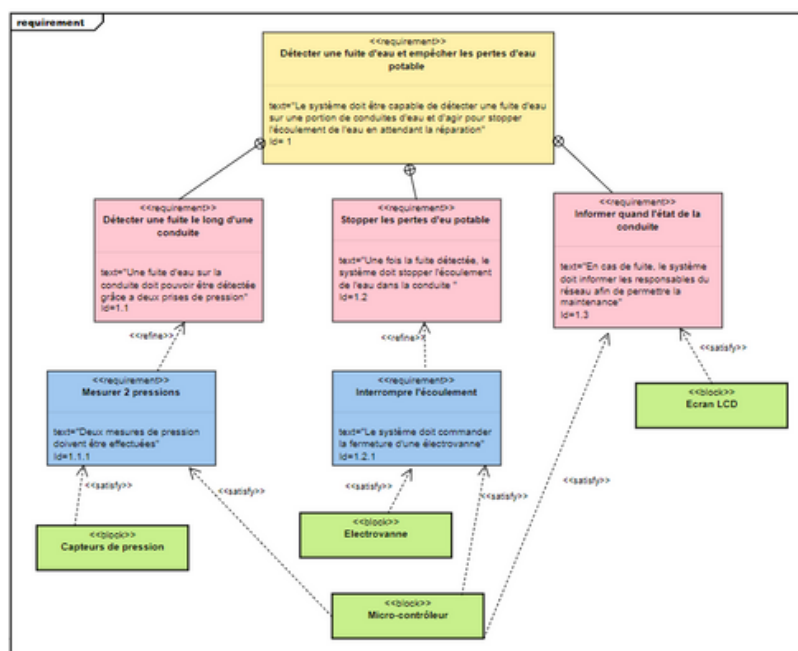 requirement
<<requirement>>
Détecter une fuite d'eau et empêcher les pertes d'eau
potable
text="Le système doit être capable de détecter une fuite d'eau
sur une portion de conduites d'eau et d'agir pour stopper
l'écoulement de l'eau en attendant la réparation"
Id= 1
<<requirement>>
Détecter une fuite le long d'une
conduite
text="Une fuite d'eau sur la
conduite doit pouvoir être détectée
grâce a deux prises de pression"
Id=1.1
<<requirement>>
Stopper les pertes d'eu potable
text="Une fois la fuite détectée, le
système doit stopper l'écoulement
de l'eau dans la conduite "
Id=1.2
<<requirement>>
Informer quand l'état de la
conduite
text="En cas de fuite, le système
doit informer les responsables du
réseau afin de permettre la
maintenance"
Id=1.3
<<refine>>
<<refine>>
<<satisfy>>
<<requirement>>
Mesurer 2 pressions
text="Deux mesures de pression
doivent être effectuées"
Id=1.1.1
<<requirement>>
Interrompre l'écoulement
text="Le système doit commander
la fermeture d'une électrovanne"
Id=1.2.1
<<block>>
Ecran LCD
<<satisfy>>
<<satisfy>>
<<satisfy>>
<<satisfy>>
<<satisfy>>
<<block>>
Capteurs de pression
<<block>>
Electrovanne
<<block>>
Micro-contrôleur